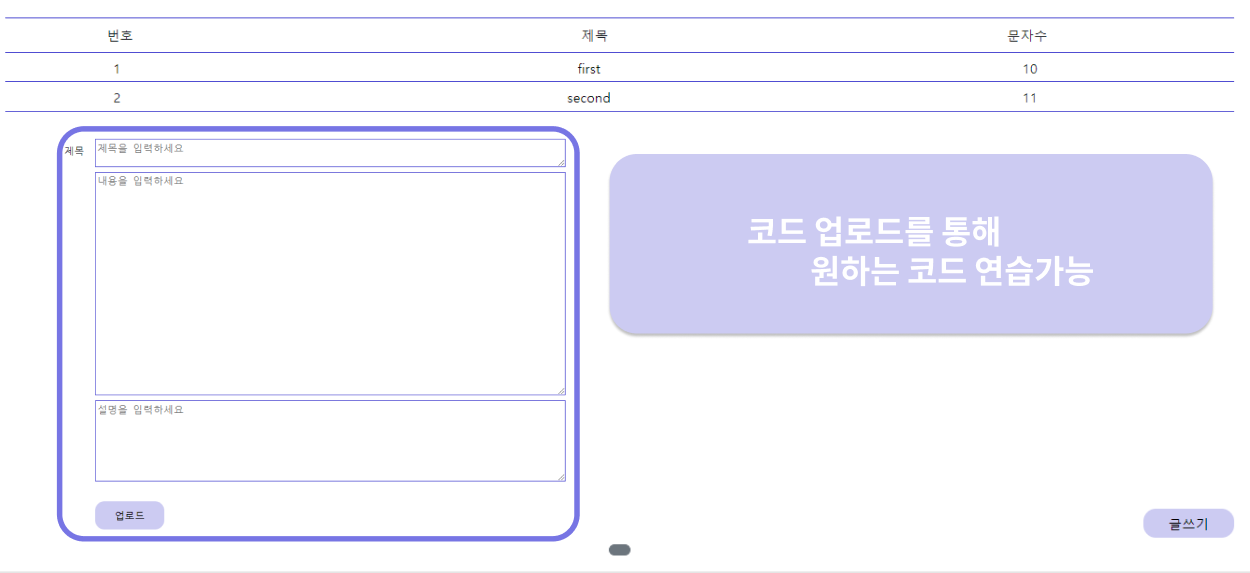 번호 제목 문자수
1 first 10
2 second 11
제목 제목을 입력하세요
내용을 입력하세요
설명을 입력하세요
업로드
코드 업로드를 통해
원하는 코드 연습가능
글쓰기